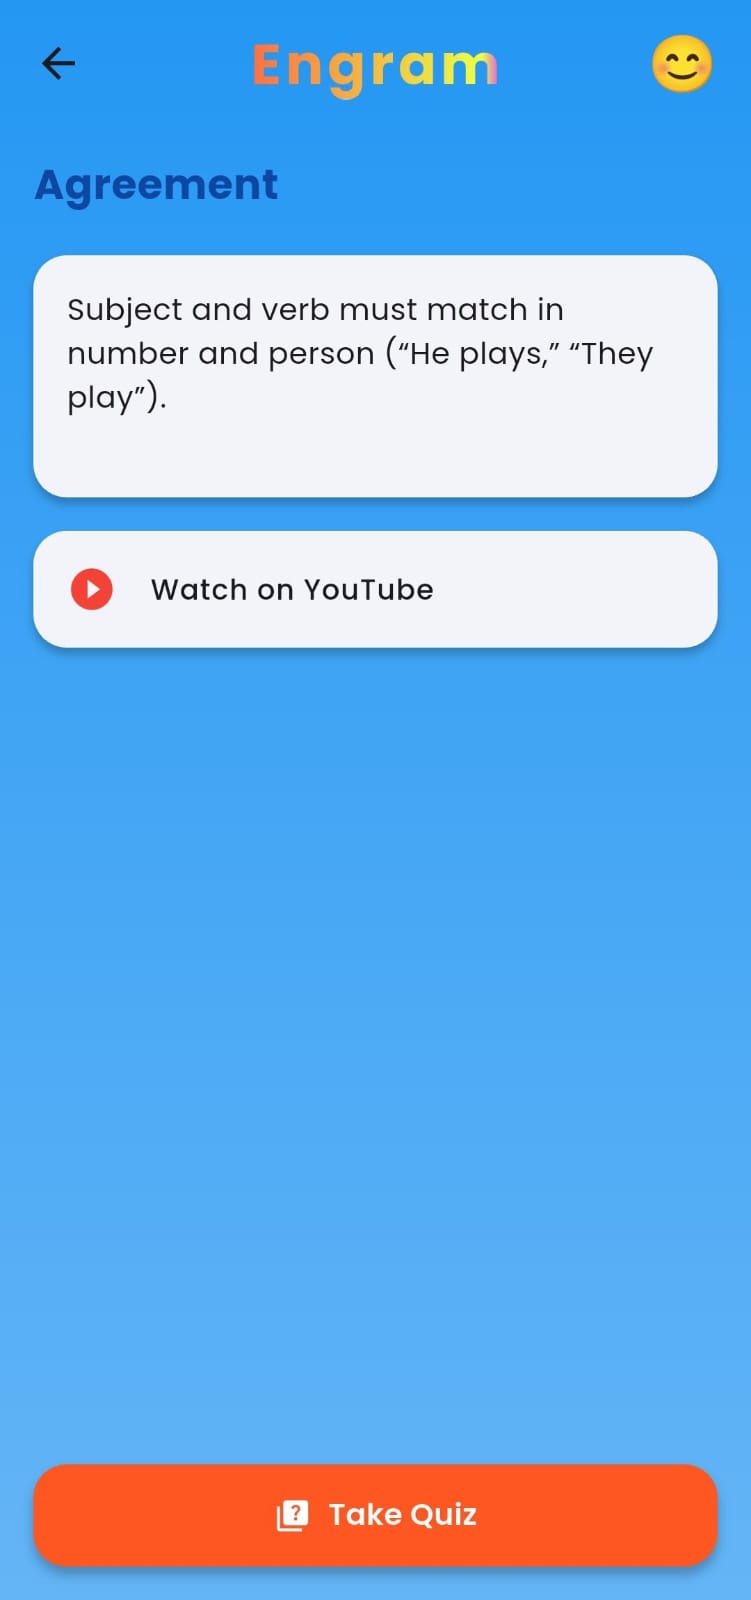 Engram
Agreement
Subject and verb must match in
number and person (“He plays,” “They
play”).
Watch on YouTube
Take Quiz